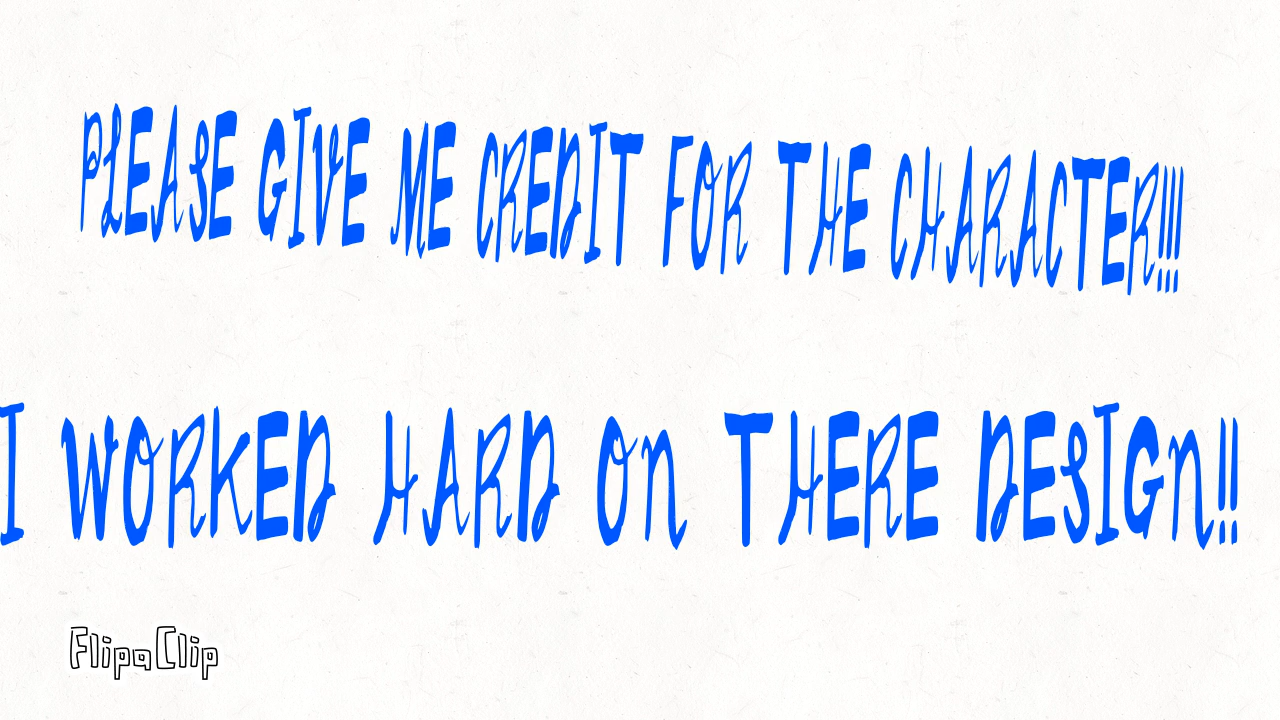 PLEASE GIVE ME CREDIT FOR THE CHARACTER!!!
I WORKED HARD On THERE DESIGn!!
FlipaClip